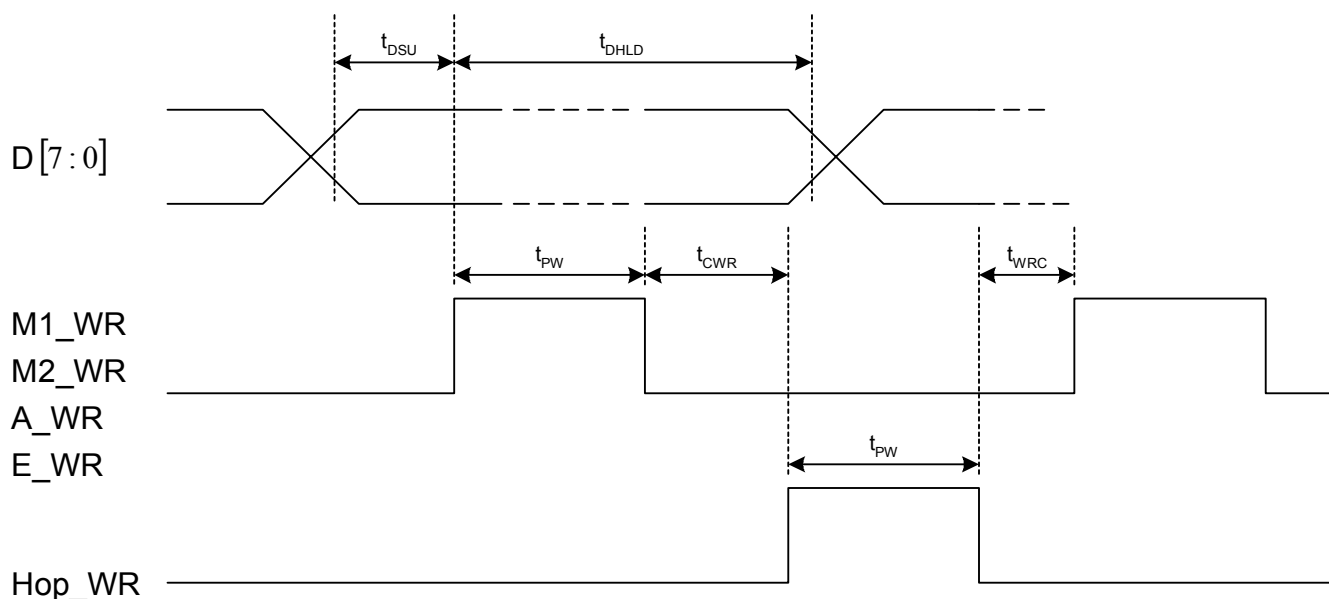 tDSU
tDHLD
D[7:0]
tPW
tCWR
tWRC
M1_WR
M2_WR
A_WR
E_WR
tPW
Hop_WR